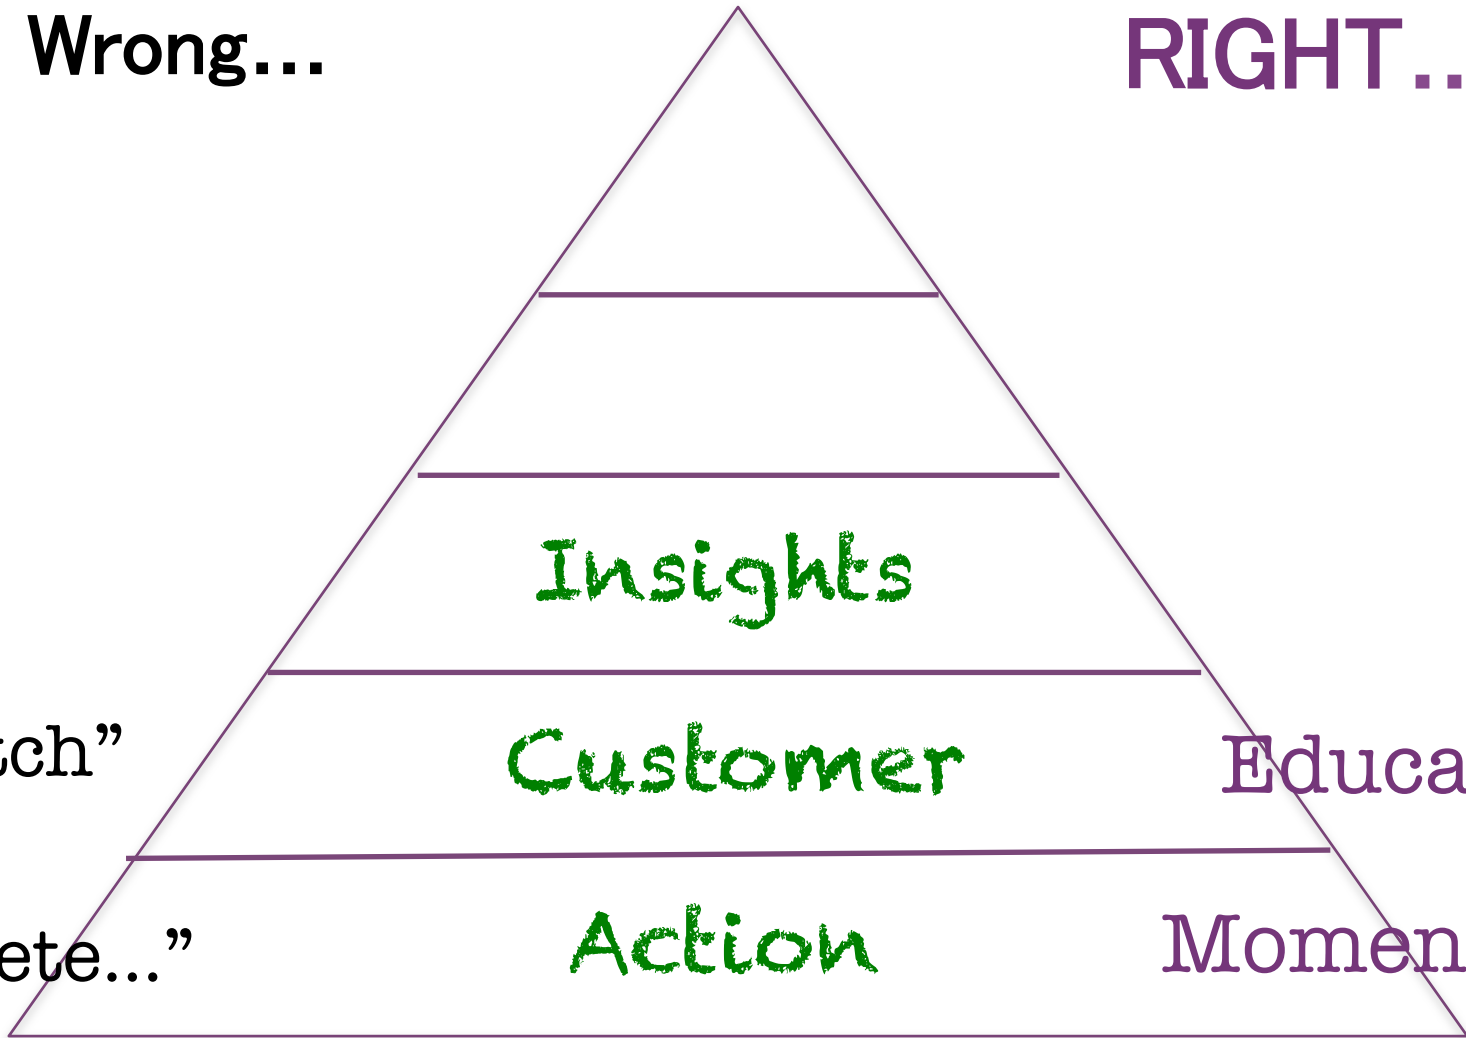 Wrong...
RIGHT..
Insights
tch”
Customer
Educa
ete...”
Action
Momen